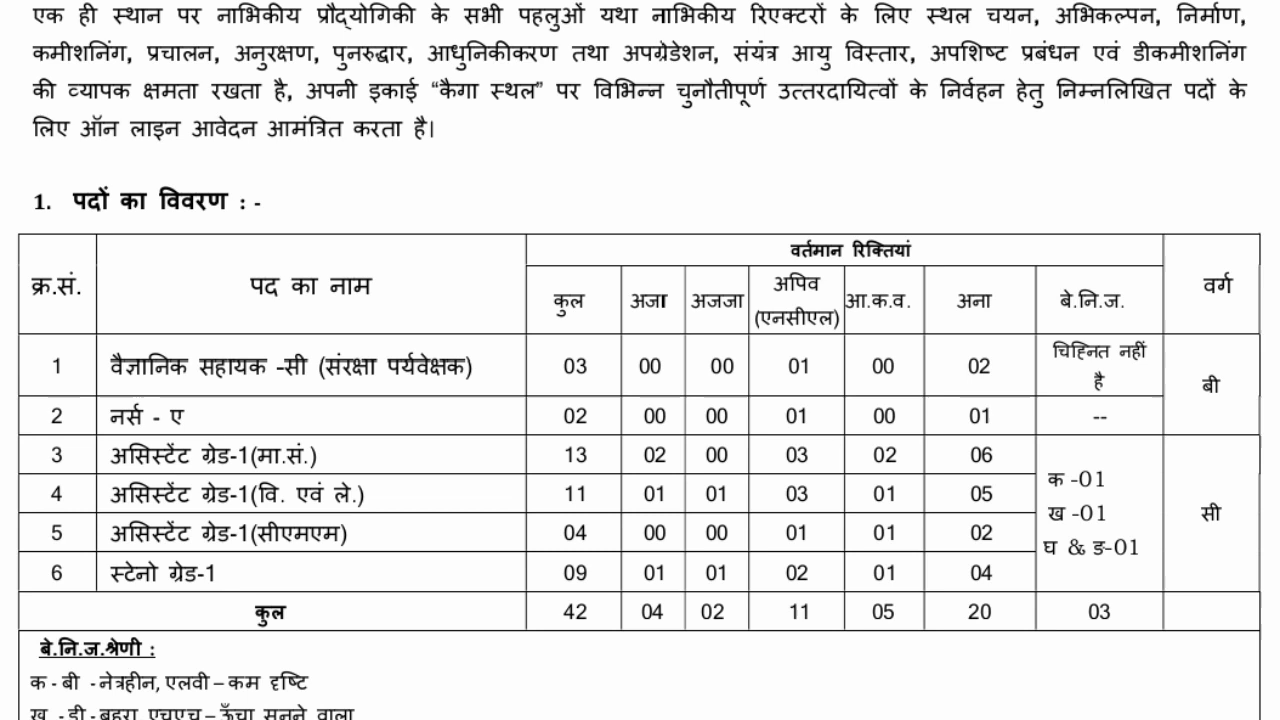 एक ही स्थान पर नाभिकीय प्रौद्योगिकी के सभी पहलुओं यथा नाभिकीय रिएक्टरों के लिए स्थल चयन, अभिकल्पन, निर्माण,
कमीशनिंग, प्रचालन, अनुरक्षण, पुनरुद्धार, आधुनिकीकरण तथा अपग्रेडेशन, संयंत्र आयु विस्तार, अपशिष्ट प्रबंधन एवं डीकमीशनिंग
की व्यापक क्षमता रखता है, अपनी इकाई “कैगा स्थल” पर विभिन्न चुनौतीपूर्ण उत्तरदायित्वों के निर्वहन हेतु निम्नलिखित पदों के
लिए ऑन लाइन आवेदन आमंत्रित करता है।
1. पदों का विवरण : -
क्र.सं. पद का नाम वर्तमान रिक्तियां वर्ग
कुल अजा अजजा अपिव (एनसीएल) आ.क.व. अना बे.नि.ज.
1 वैज्ञानिक सहायक -सी (संरक्षा पर्यवेक्षक) 03 00 00 01 00 02 चिह्नित नहीं है बी
2 नर्स - ए 02 00 00 01 00 01 --
3 असिस्टेंट ग्रेड-1(मा.सं.) 13 02 00 03 02 06 क -01 ख -01 घ & ङ-01 सी
4 असिस्टेंट ग्रेड-1(वि. एवं ले.) 11 01 01 03 01 05
5 असिस्टेंट ग्रेड-1(सीएमएम) 04 00 00 01 01 02
6 स्टेनो ग्रेड-1 09 01 01 02 01 04
कुल 42 04 02 11 05 20 03
बे.नि.ज.श्रेणी :
क - बी - नेत्रहीन, एलवी – कम दृष्टि
ख - डी - बहरा एचएच – ऊँचा सुनने वाला